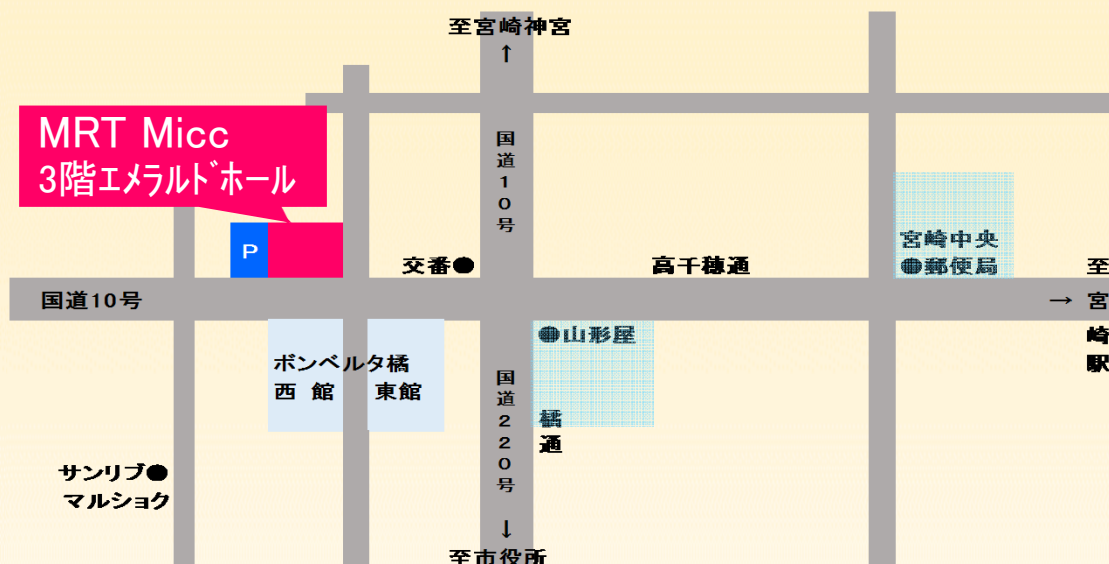 至宮崎神宮
↑
MRT Micc
3階エメラルドホール
国道10号
P
交番●
高千穂通
宮崎中央
●郵便局
国道10号
→ 至宮崎駅
ボンベルタ橘
西 館 東館
●山形屋
橘
通
国道220号
サンリブ●
マルショク
↓
至市役所